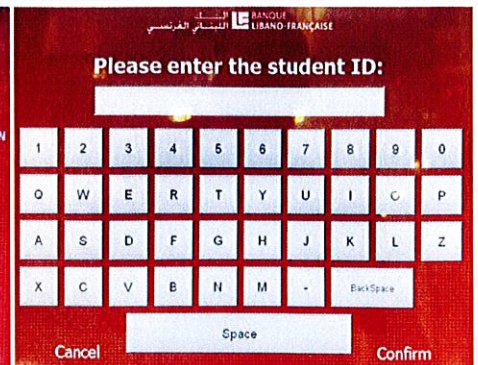 البنك BANQUE
اللبناني الفرنسي LIBANO-FRANÇAISE
Please enter the student ID:
N
1 2 3 4 5 6 7 8 9 0
Q W E R T Y U I O P
A S D F G H J K L Z
X C V B N M - BackSpace
Space
Cancel Confirm